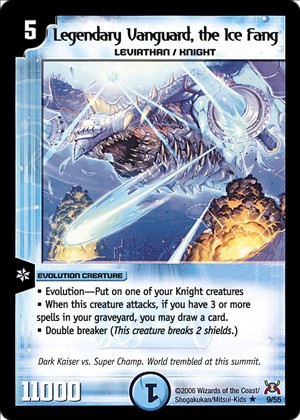 5
Legendary Vanguard, the Ice Fang
LEVIATHAN / KNIGHT
EVOLUTION CREATURE
• Evolution—Put on one of your Knight creatures
• When this creature attacks, if you have 3 or more
spells in your graveyard, you may draw a card.
• Double breaker (This creature breaks 2 shields.)
Dark Kaiser vs. Super Champ. World trembled at this summit.
11000
©2006 Wizards of the Coast/
Shogakukan/Mitsui-Kids ★ 9/55